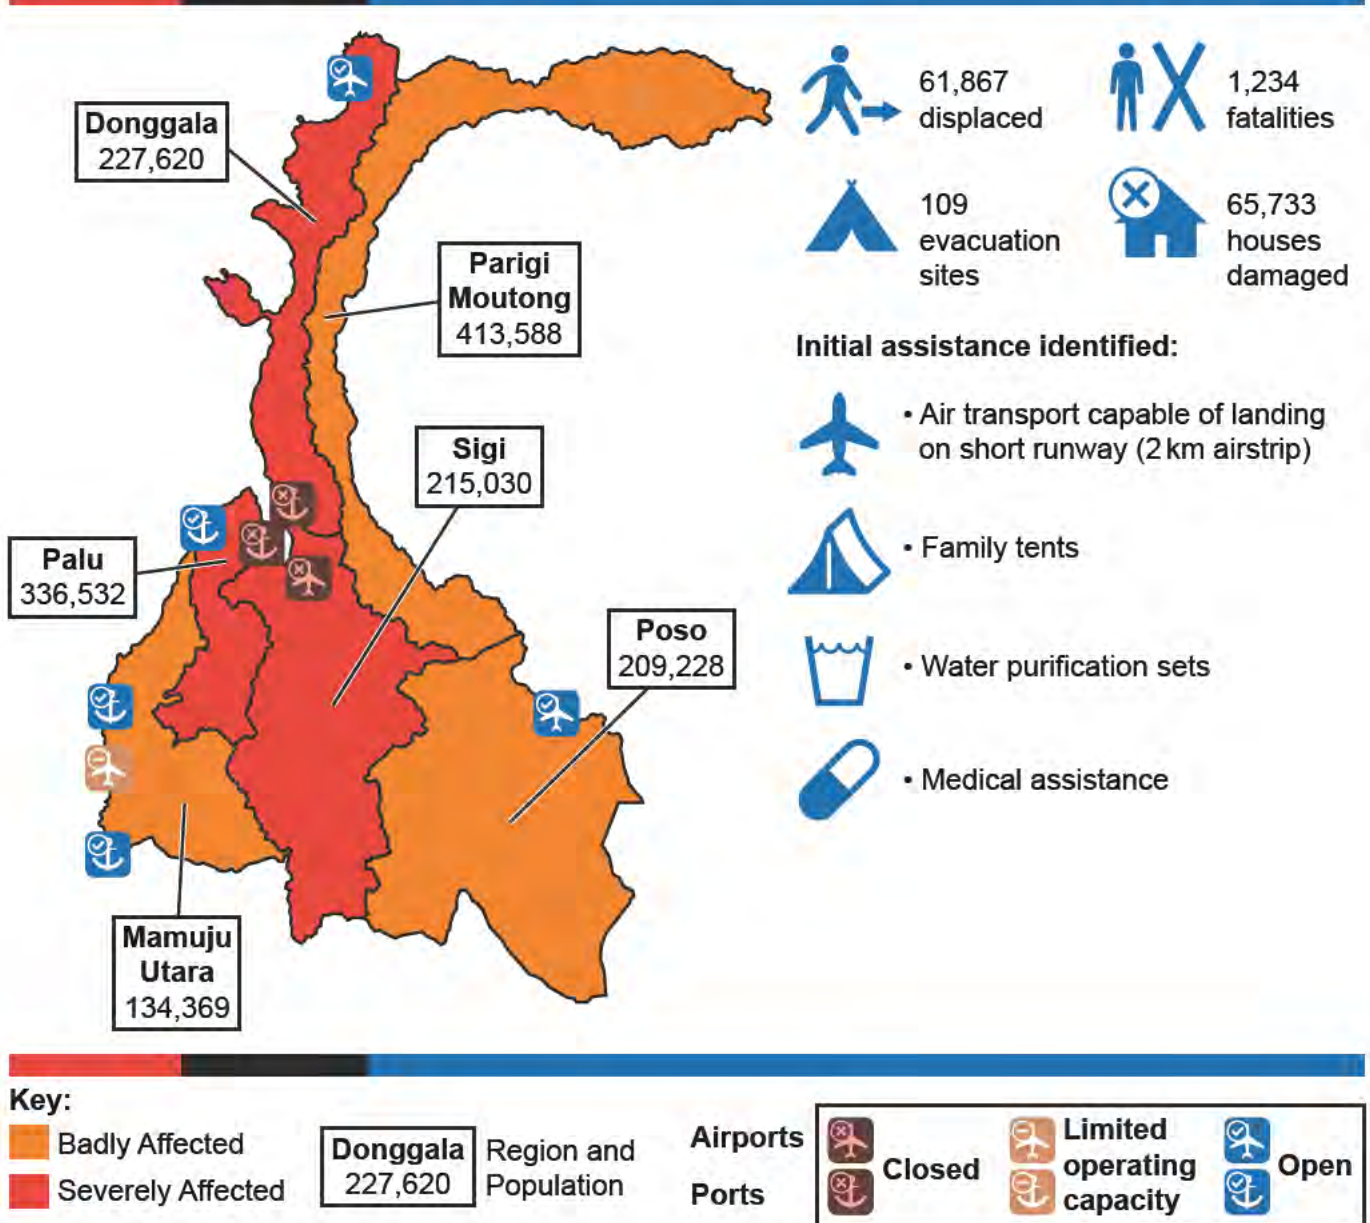 61,867
displaced
1,234
fatalities
109
evacuation
sites
65,733
houses
damaged
Donggala
227,620
Parigi
Moutong
413,588
Sigi
215,030
Palu
336,532
Poso
209,228
Mamuju
Utara
134,369
Initial assistance identified:
• Air transport capable of landing
on short runway (2 km airstrip)
• Family tents
• Water purification sets
• Medical assistance
Key:
Badly Affected
Severely Affected
Donggala
227,620
Region and
Population
Airports
Ports
Closed
Limited
operating
capacity
Open